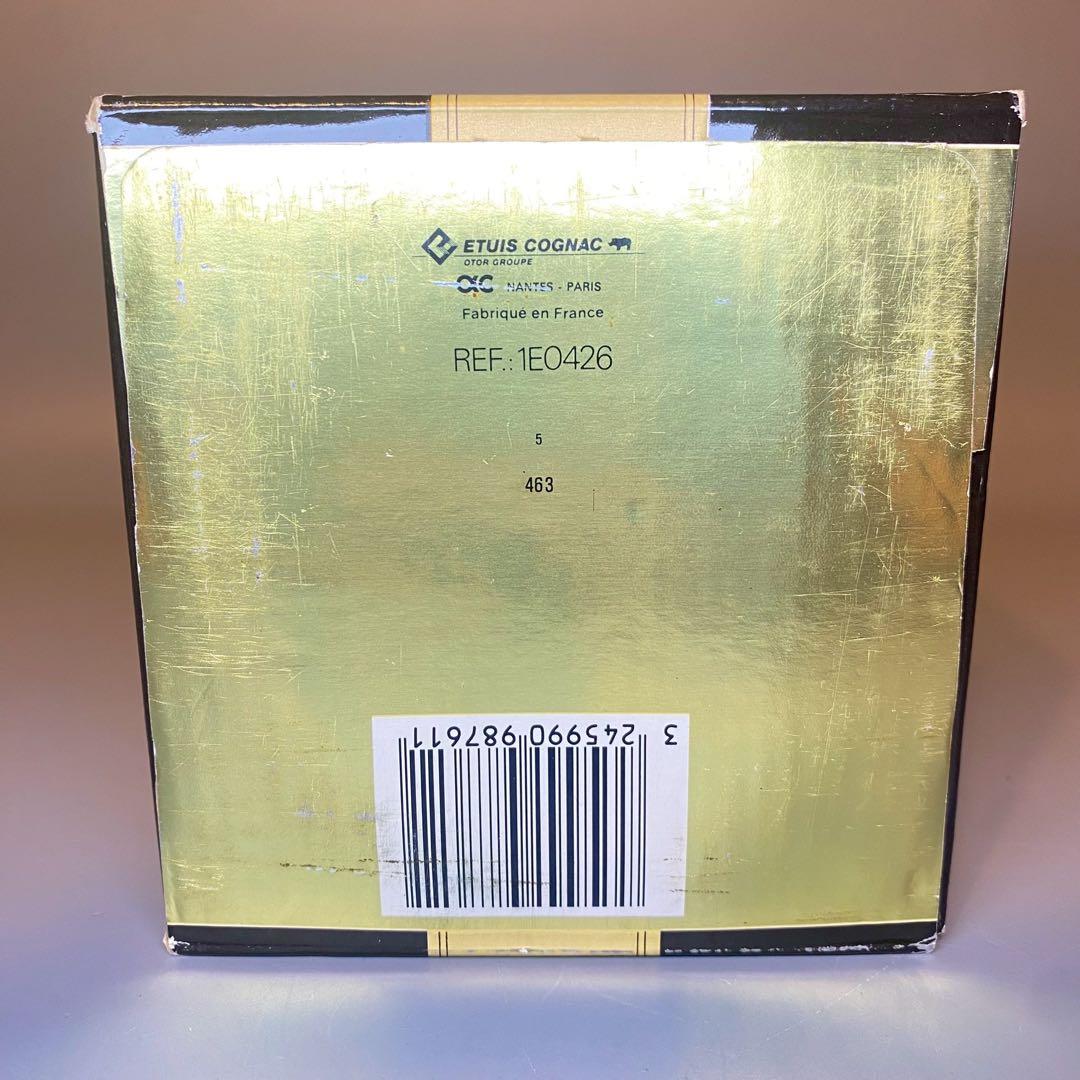 ETUIS COGNAC
OTOR GROUPE
NANTES - PARIS
Fabriqué en France
REF.: 1E0426
5
463
3 245990 987611